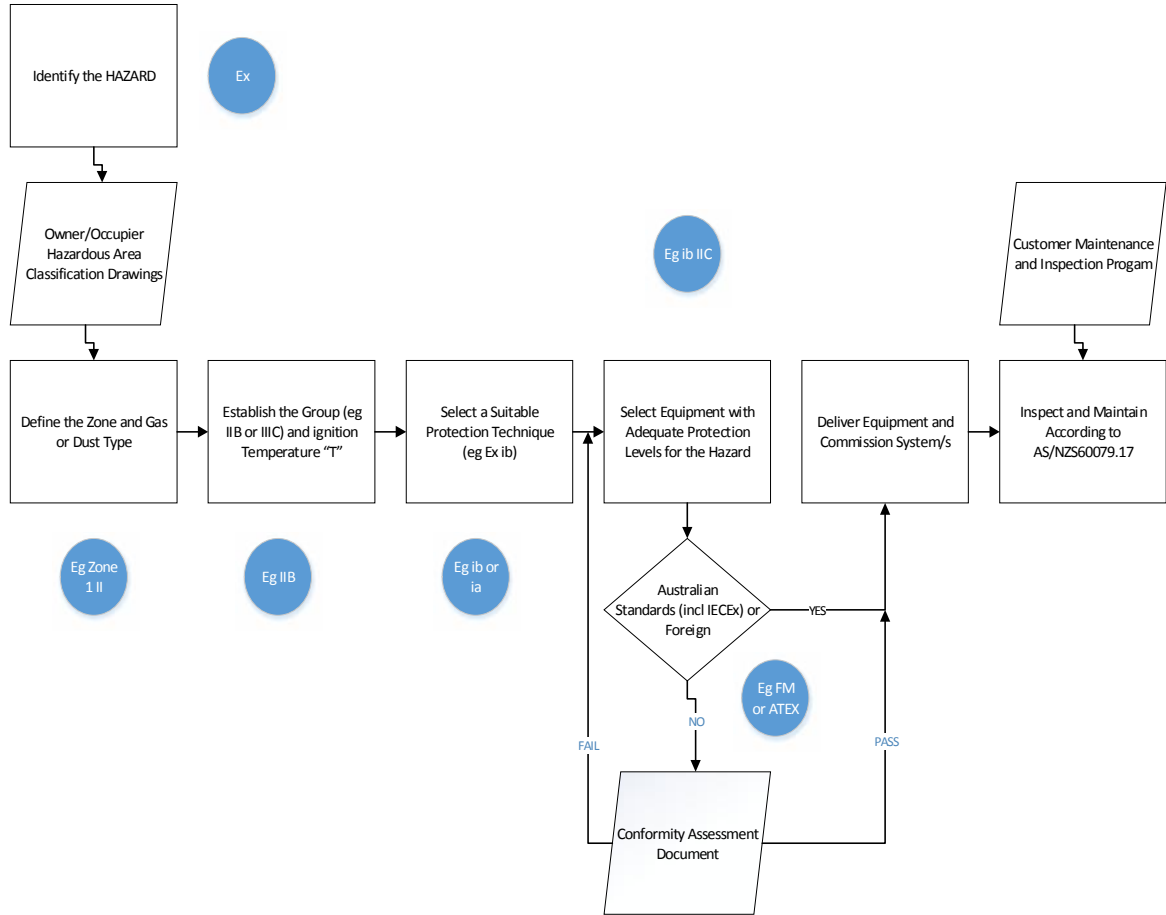 Identify the HAZARD
Ex
Owner/Occupier
Hazardous Area
Classification Drawings
Eg ib IIC
Customer Maintenance
and Inspection Progam
Define the Zone and Gas
or Dust Type
Establish the Group (eg
IIB or IIIC) and ignition
Temperature “T”
Select a Suitable
Protection Technique
(eg Ex ib)
Select Equipment with
Adequate Protection
Levels for the Hazard
Deliver Equipment and
Commission System/s
Inspect and Maintain
According to
AS/NZS60079.17
Eg Zone
1 II
Eg IIB
Eg ib or
ia
Australian
Standards (incl IECEx) or
Foreign
YES
Eg FM
or ATEX
NO
FAIL
PASS
Conformity Assessment
Document